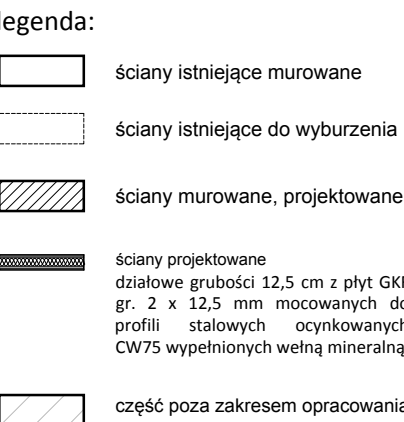 legenda:
ściany istniejące murowane
ściany istniejące do wyburzenia
ściany murowane, projektowane
ściany projektowane
działowe grubości 12,5 cm z płyt GKF
gr. 2 x 12,5 mm mocowanych do
profili stalowych ocynkowanych
CW75 wypełnionych wełną mineralną
część poza zakresem opracowania